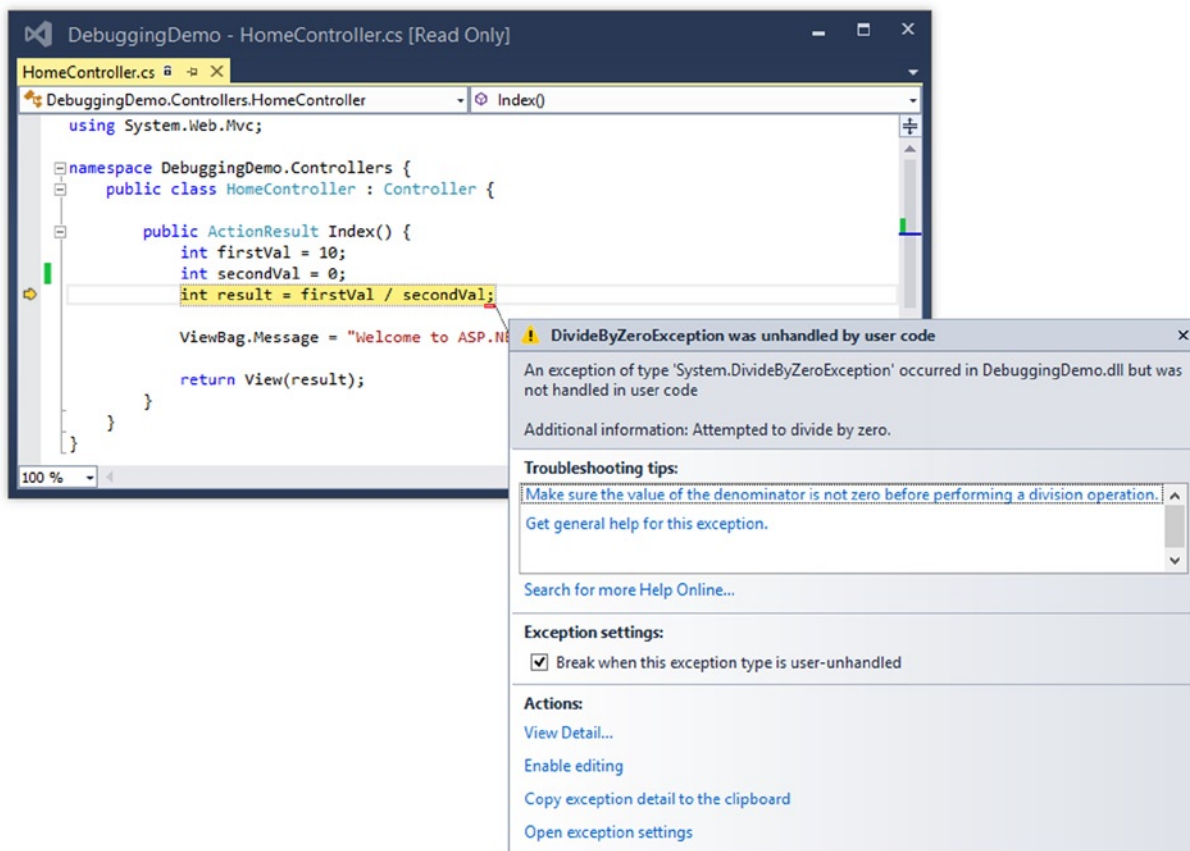 DebuggingDemo - HomeController.cs [Read Only]
HomeController.cs
DebuggingDemo.Controllers.HomeController Index()
using System.Web.Mvc;
namespace DebuggingDemo.Controllers {
public class HomeController : Controller {
public ActionResult Index() {
int firstVal = 10;
int secondVal = 0;
int result = firstVal / secondVal;
ViewBag.Message = "Welcome to ASP.NE
return View(result);
}
}
}
100 %
DivideByZeroException was unhandled by user code
An exception of type 'System.DivideByZeroException' occurred in DebuggingDemo.dll but was
not handled in user code
Additional information: Attempted to divide by zero.
Troubleshooting tips:
Make sure the value of the denominator is not zero before performing a division operation.
Get general help for this exception.
Search for more Help Online...
Exception settings:
Break when this exception type is user-unhandled
Actions:
View Detail...
Enable editing
Copy exception detail to the clipboard
Open exception settings